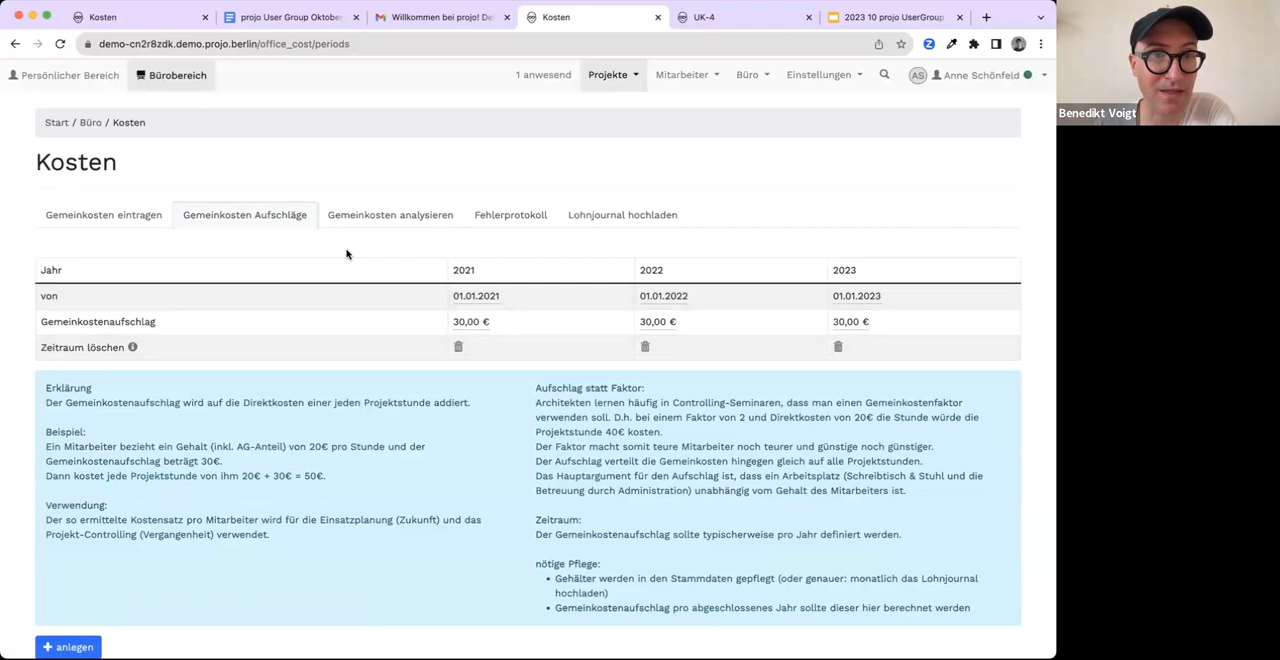 Kosten
projo User Group Oktober
Willkommen bei projo! De
Kosten
UK-4
2023 10 projo UserGroup
demo-cn2r8zdk.demo.projo.berlin/office_cost/periods
Persönlicher Bereich
Bürobereich
1 anwesend
Projekte
Mitarbeiter
Büro
Einstellungen
AS
Anne Schönfeld
Benedikt Voigt
Start / Büro / Kosten
Kosten
Gemeinkosten eintragen
Gemeinkosten Aufschläge
Gemeinkosten analysieren
Fehlerprotokoll
Lohnjournal hochladen
Jahr 2021 2022 2023
von 01.01.2021 01.01.2022 01.01.2023
Gemeinkostenaufschlag 30,00 € 30,00 € 30,00 €
Zeitraum löschen
Erklärung
Der Gemeinkostenaufschlag wird auf die Direktkosten einer jeden Projektstunde addiert.
Beispiel:
Ein Mitarbeiter bezieht ein Gehalt (inkl. AG-Anteil) von 20€ pro Stunde und der
Gemeinkostenaufschlag beträgt 30€.
Dann kostet jede Projektstunde von ihm 20€ + 30€ = 50€.
Verwendung:
Der so ermittelte Kostensatz pro Mitarbeiter wird für die Einsatzplanung (Zukunft) und das
Projekt-Controlling (Vergangenheit) verwendet.
Aufschlag statt Faktor:
Architekten lernen häufig in Controlling-Seminaren, dass man einen Gemeinkostenfaktor
verwenden soll. D.h. bei einem Faktor von 2 und Direktkosten von 20€ die Stunde würde die
Projektstunde 40€ kosten.
Der Faktor macht somit teure Mitarbeiter noch teurer und günstige noch günstiger.
Der Aufschlag verteilt die Gemeinkosten hingegen gleich auf alle Projektstunden.
Das Hauptargument für den Aufschlag ist, dass ein Arbeitsplatz (Schreibtisch & Stuhl und die
Betreuung durch Administration) unabhängig vom Gehalt des Mitarbeiters ist.
Zeitraum:
Der Gemeinkostenaufschlag sollte typischerweise pro Jahr definiert werden.
nötige Pflege:
• Gehälter werden in den Stammdaten gepflegt (oder genauer: monatlich das Lohnjournal
hochladen)
• Gemeinkostenaufschlag pro abgeschlossenes Jahr sollte dieser hier berechnet werden
+ anlegen